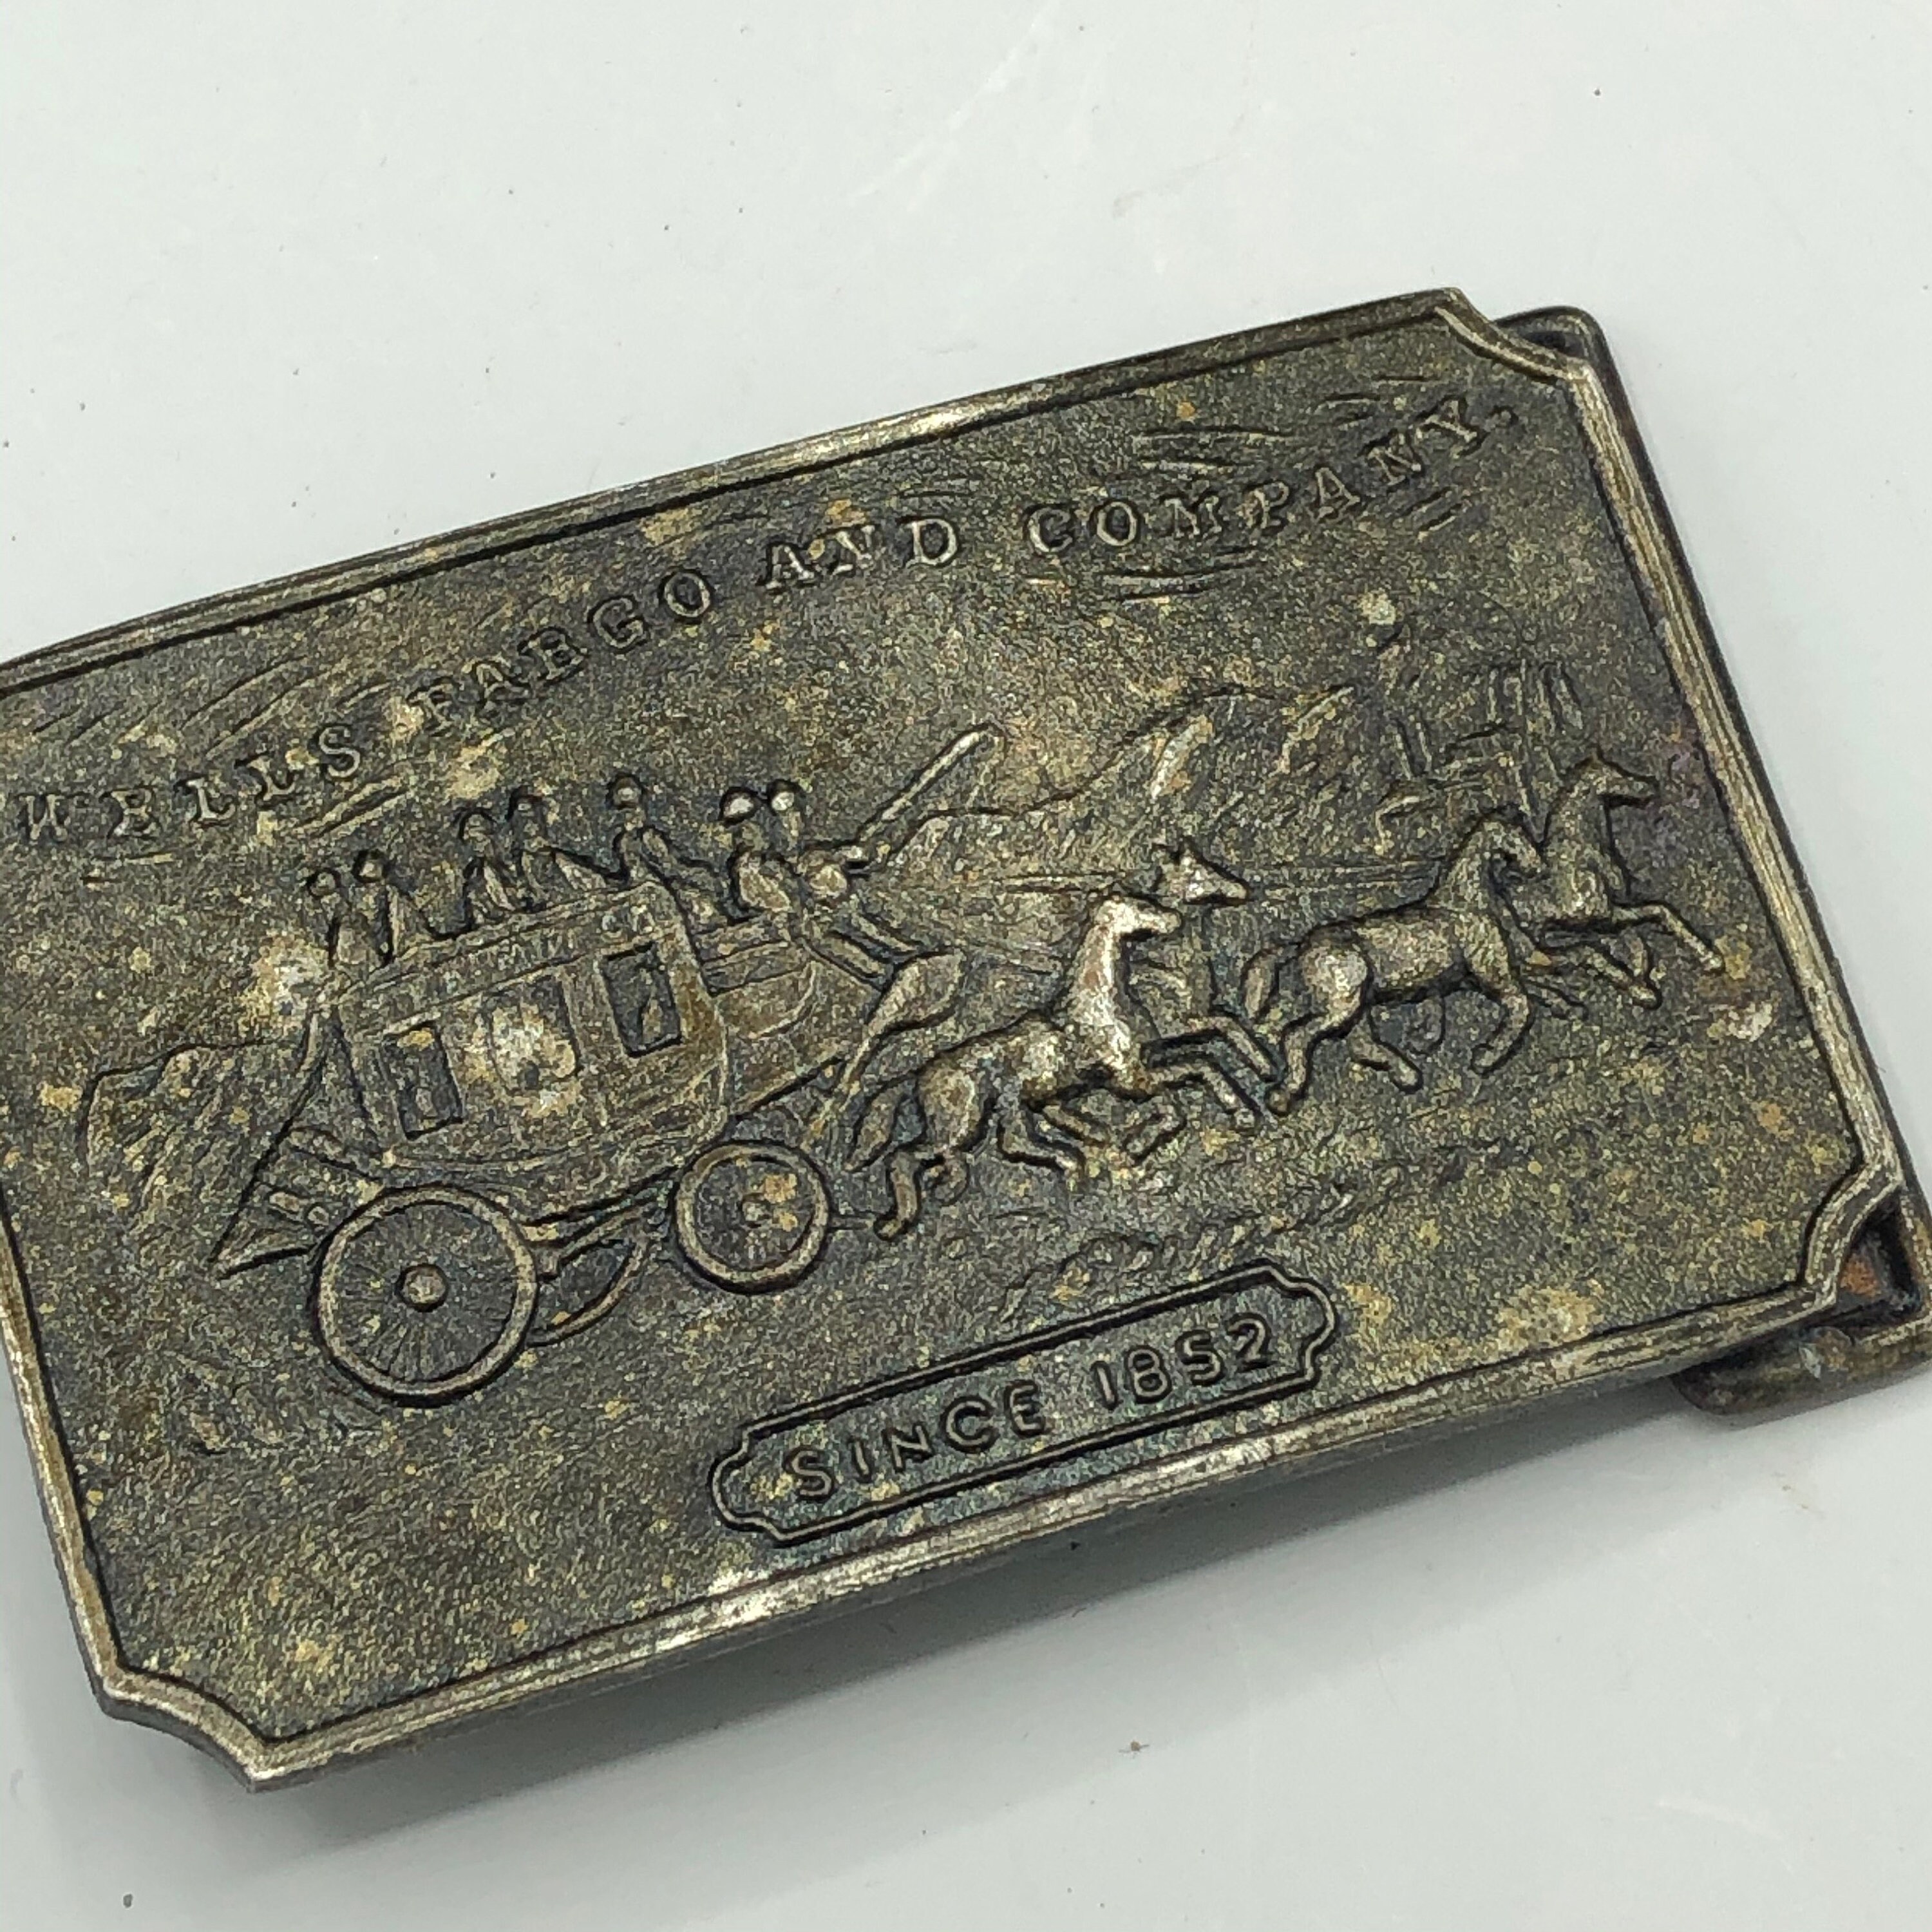 WELLS FARGO AND COMPANY.
SINCE 1852